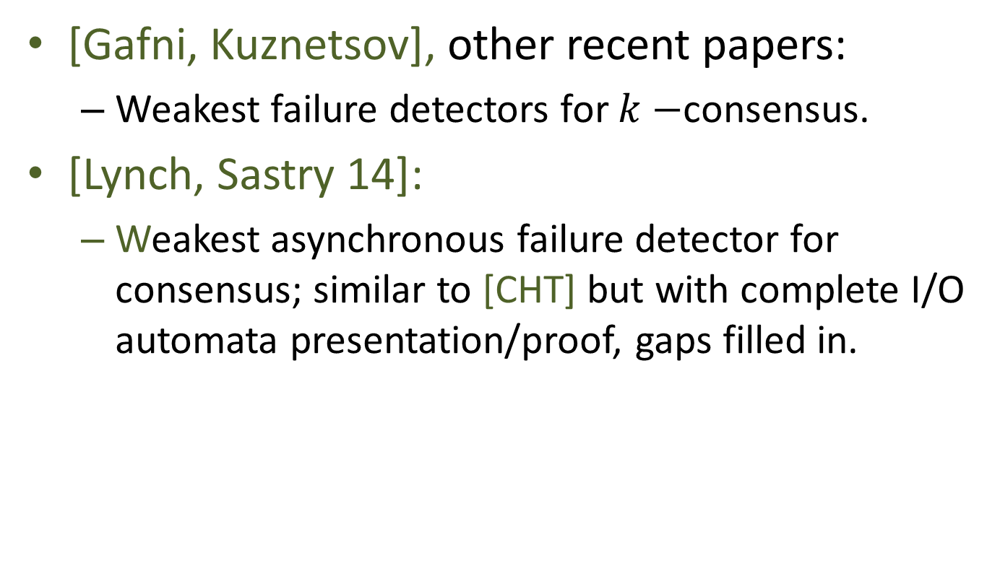 • [Gafni, Kuznetsov], other recent papers:
– Weakest failure detectors for 𝑘 −consensus.
• [Lynch, Sastry 14]:
– Weakest asynchronous failure detector for
consensus; similar to [CHT] but with complete I/O
automata presentation/proof, gaps filled in.